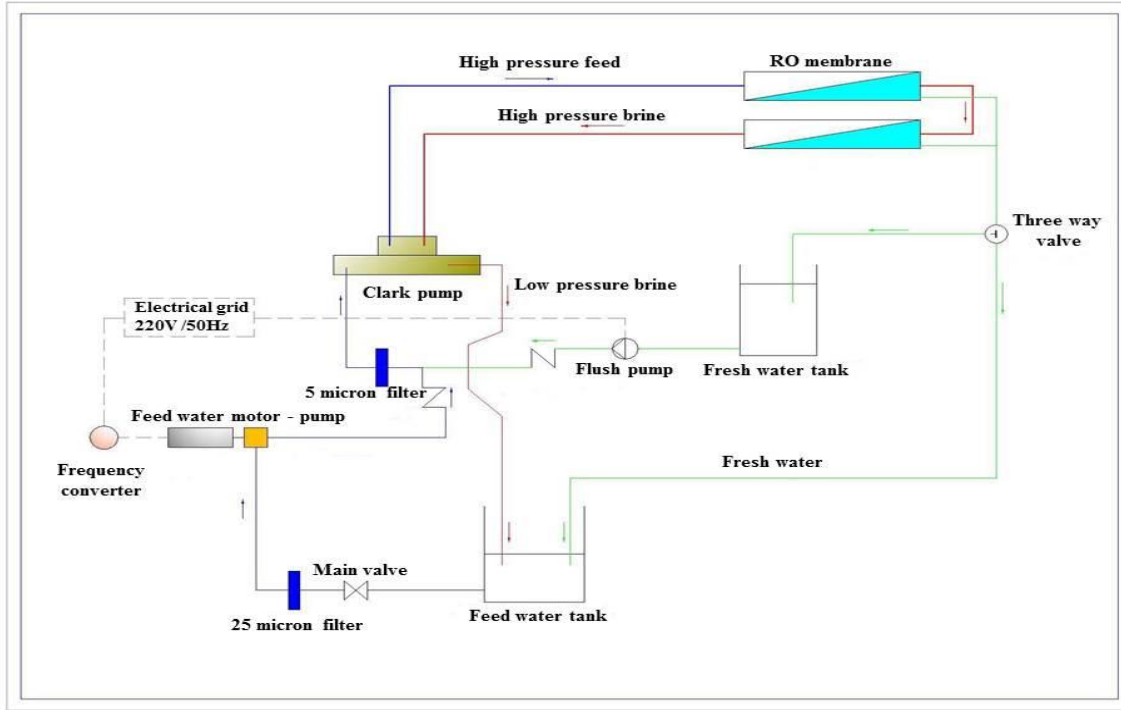 RO membrane
High pressure feed
High pressure brine
Three way
valve
Clark pump
Low pressure brine
Electrical grid
220V /50Hz
Flush pump
Fresh water tank
5 micron filter
Feed water motor - pump
Frequency
converter
Fresh water
Main valve
25 micron filter
Feed water tank